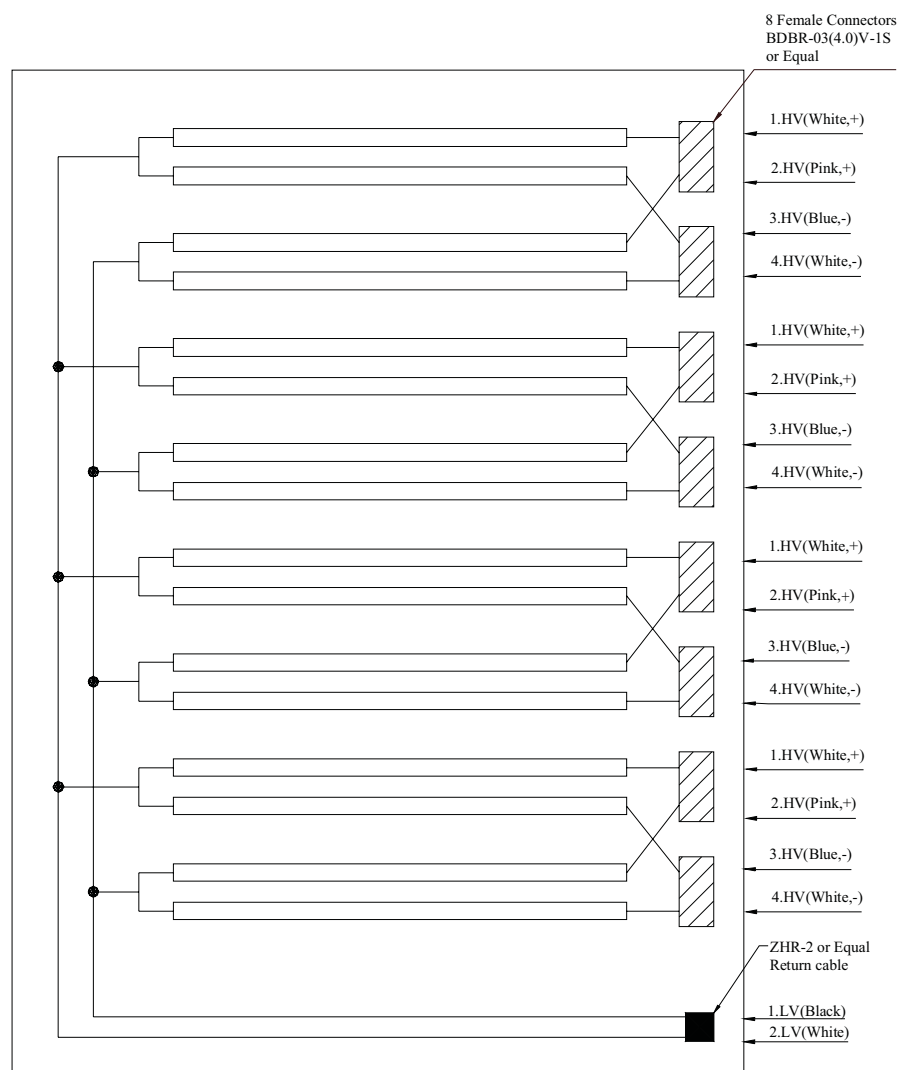 8 Female Connectors
BDBR-03(4.0)V-1S
or Equal
1.HV(White,+)
2.HV(Pink,+)
3.HV(Blue,-)
4.HV(White,-)
1.HV(White,+)
2.HV(Pink,+)
3.HV(Blue,-)
4.HV(White,-)
1.HV(White,+)
2.HV(Pink,+)
3.HV(Blue,-)
4.HV(White,-)
1.HV(White,+)
2.HV(Pink,+)
3.HV(Blue,-)
4.HV(White,-)
ZHR-2 or Equal
Return cable
1.LV(Black)
2.LV(White)